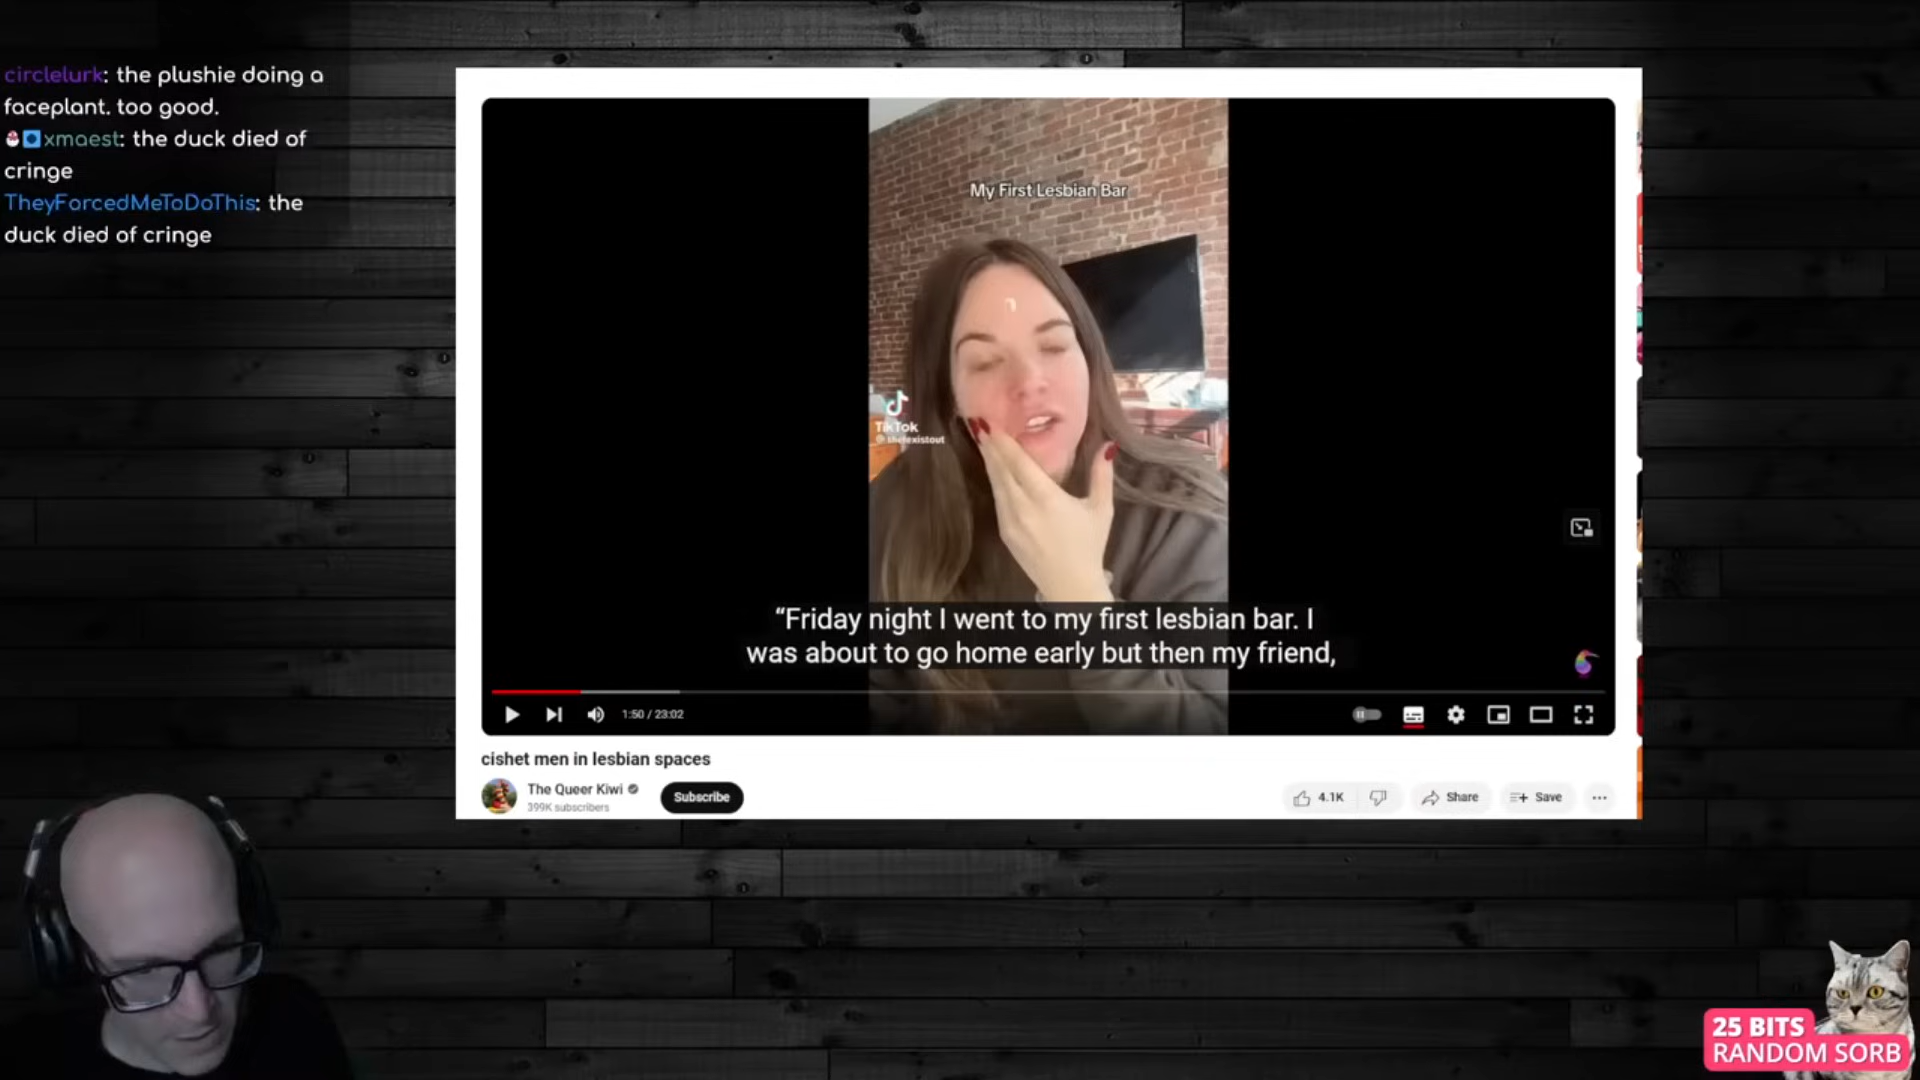 circlelurk: the plushie doing a
faceplant. too good.
xmaest: the duck died of
cringe
TheyForcedMeToDoThis: the
duck died of cringe
My First Lesbian Bar
TikTok
“Friday night I went to my first lesbian bar. I
was about to go home early but then my friend,
1:50 / 23:02
cishet men in lesbian spaces
The Queer Kiwi
399K subscribers
Subscribe
4.1K
Share
Save
25 BITS
RANDOM SORB